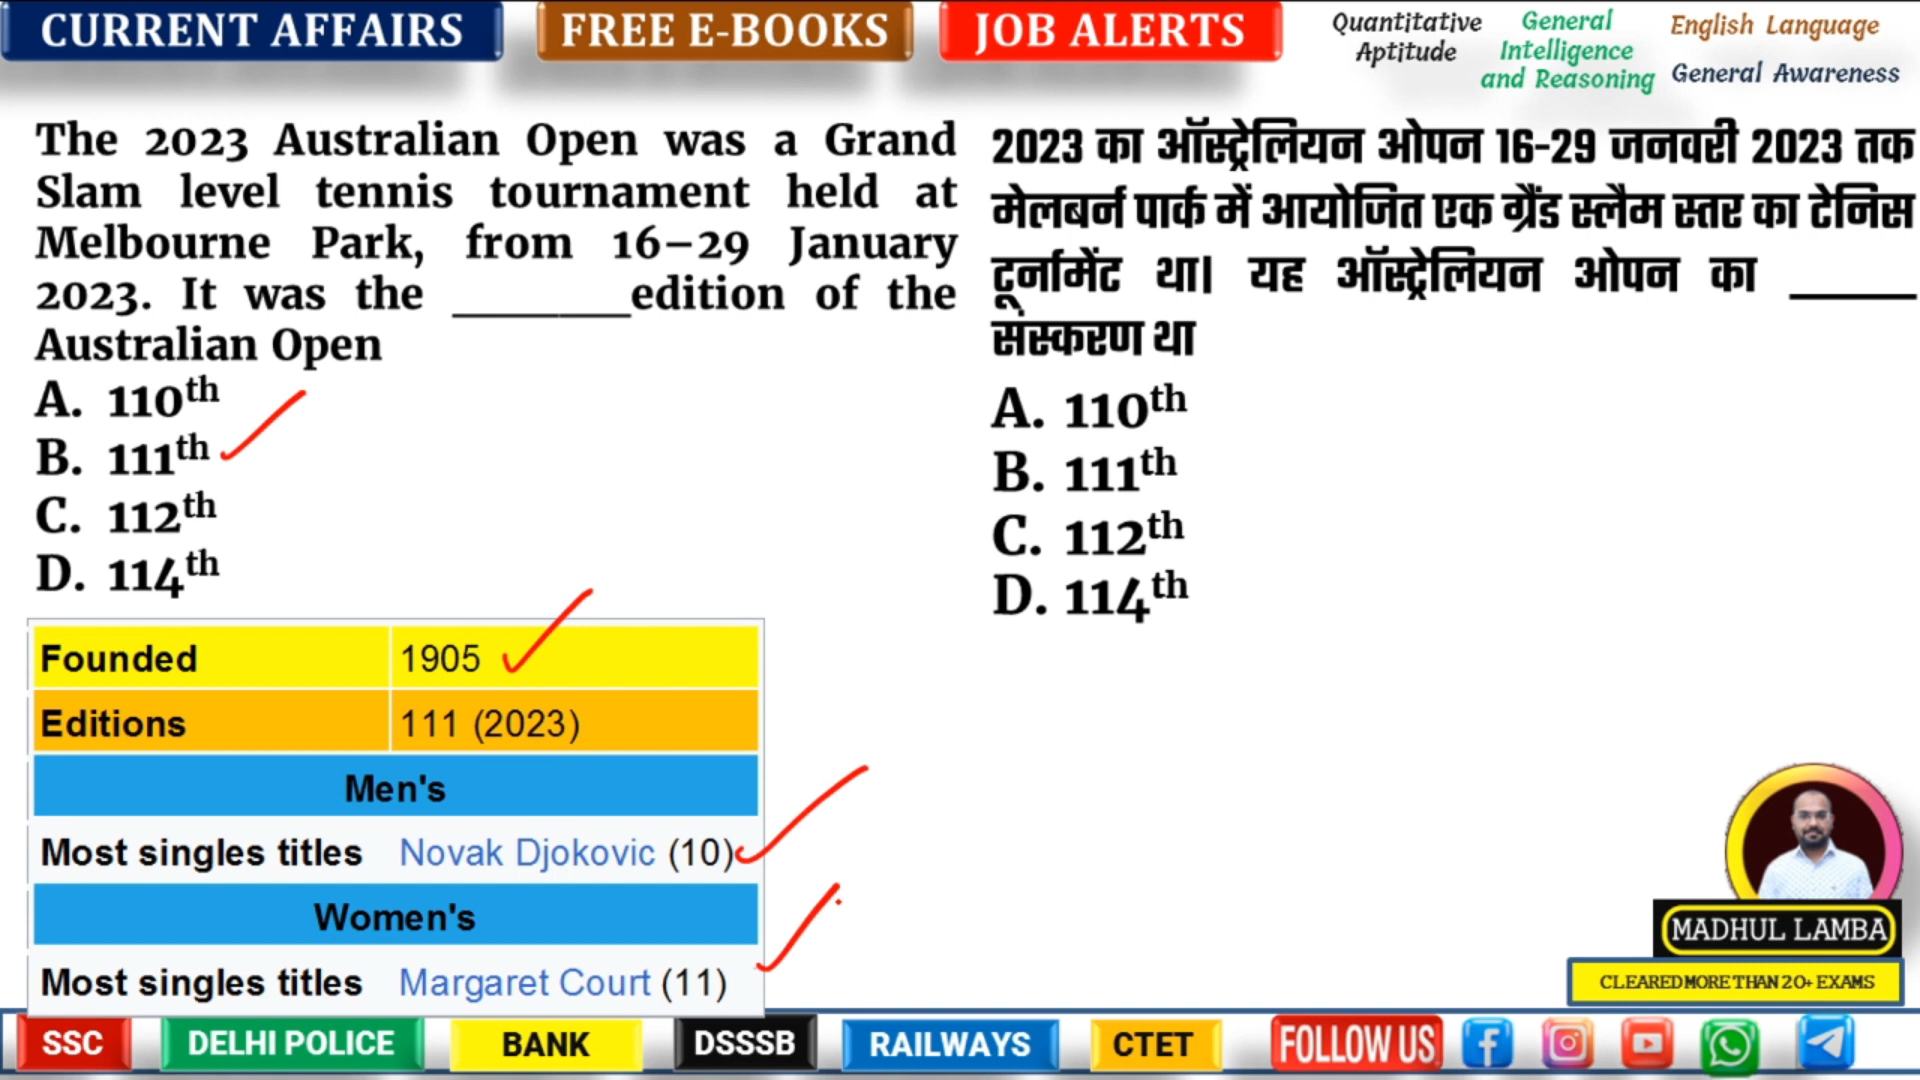 CURRENT AFFAIRS
FREE E-BOOKS
JOB ALERTS
Quantitative
Aptitude
General
Intelligence
and Reasoning
English Language
General Awareness
The 2023 Australian Open was a Grand
Slam level tennis tournament held at
Melbourne Park, from 16–29 January
2023. It was the ______edition of the
Australian Open
A. 110th
B. 111th
C. 112th
D. 114th
2023 का ऑस्ट्रेलियन ओपन 16-29 जनवरी 2023 तक
मेलबर्न पार्क में आयोजित एक ग्रैंड स्लैम स्तर का टेनिस
टूर्नामेंट था| यह ऑस्ट्रेलियन ओपन का _____
संस्करण था
A. 110th
B. 111th
C. 112th
D. 114th
Founded 1905
Editions 111 (2023)
Men's
Most singles titles Novak Djokovic (10)
Women's
Most singles titles Margaret Court (11)
MADHUL LAMBA
CLEARED MORE THAN 20+ EXAMS
SSC
DELHI POLICE
BANK
DSSSB
RAILWAYS
CTET
FOLLOW US